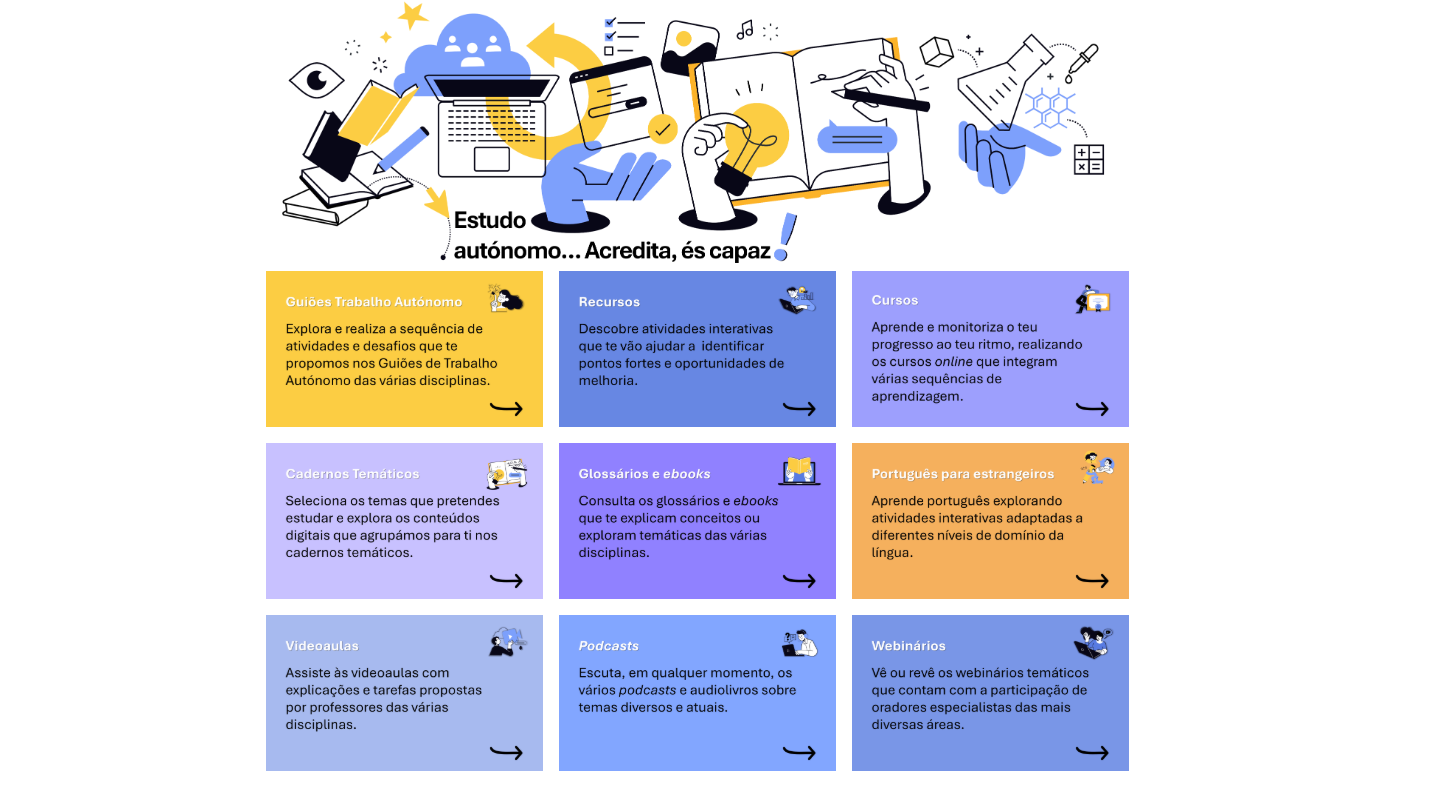 Estudo
autónomo... Acredita, és capaz!
Guiões Trabalho Autónomo
Explora e realiza a sequência de
atividades e desafios que te
propomos nos Guiões de Trabalho
Autónomo das várias disciplinas.
Recursos
Descobre atividades interativas
que te vão ajudar a  identificar
pontos fortes e oportunidades de
melhoria.
Cursos
Aprende e monitoriza o teu
progresso ao teu ritmo, realizando
os cursos online que integram
várias sequências de
aprendizagem.
Cadernos Temáticos
Seleciona os temas que pretendes
estudar e explora os conteúdos
digitais que agrupámos para ti nos
cadernos temáticos.
Glossários e ebooks
Consulta os glossários e ebooks
que te explicam conceitos ou
exploram temáticas das várias
disciplinas.
Português para estrangeiros
Aprende português explorando
atividades interativas adaptadas a
diferentes níveis de domínio da
língua.
Videoaulas
Assiste às videoaulas com
explicações e tarefas propostas
por professores das várias
disciplinas.
Podcasts
Escuta, em qualquer momento, os
vários podcasts e audiolivros sobre
temas diversos e atuais.
Webinários
Vê ou revê os webinários temáticos
que contam com a participação de
oradores especialistas das mais
diversas áreas.